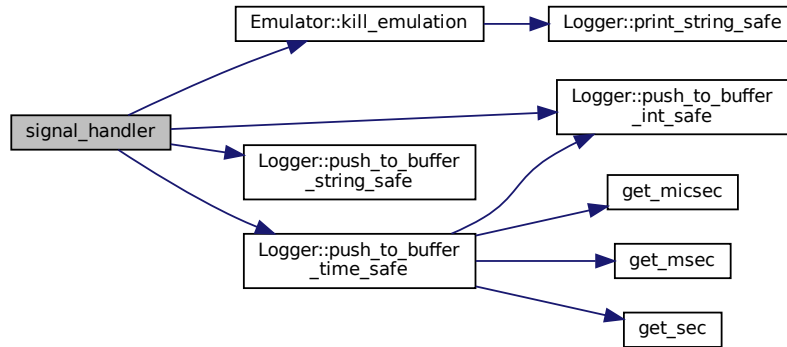 Emulator::kill_emulation
Logger::print_string_safe
signal_handler
Logger::push_to_buffer
_int_safe
Logger::push_to_buffer
_string_safe
Logger::push_to_buffer
_time_safe
get_micsec
get_msec
get_sec